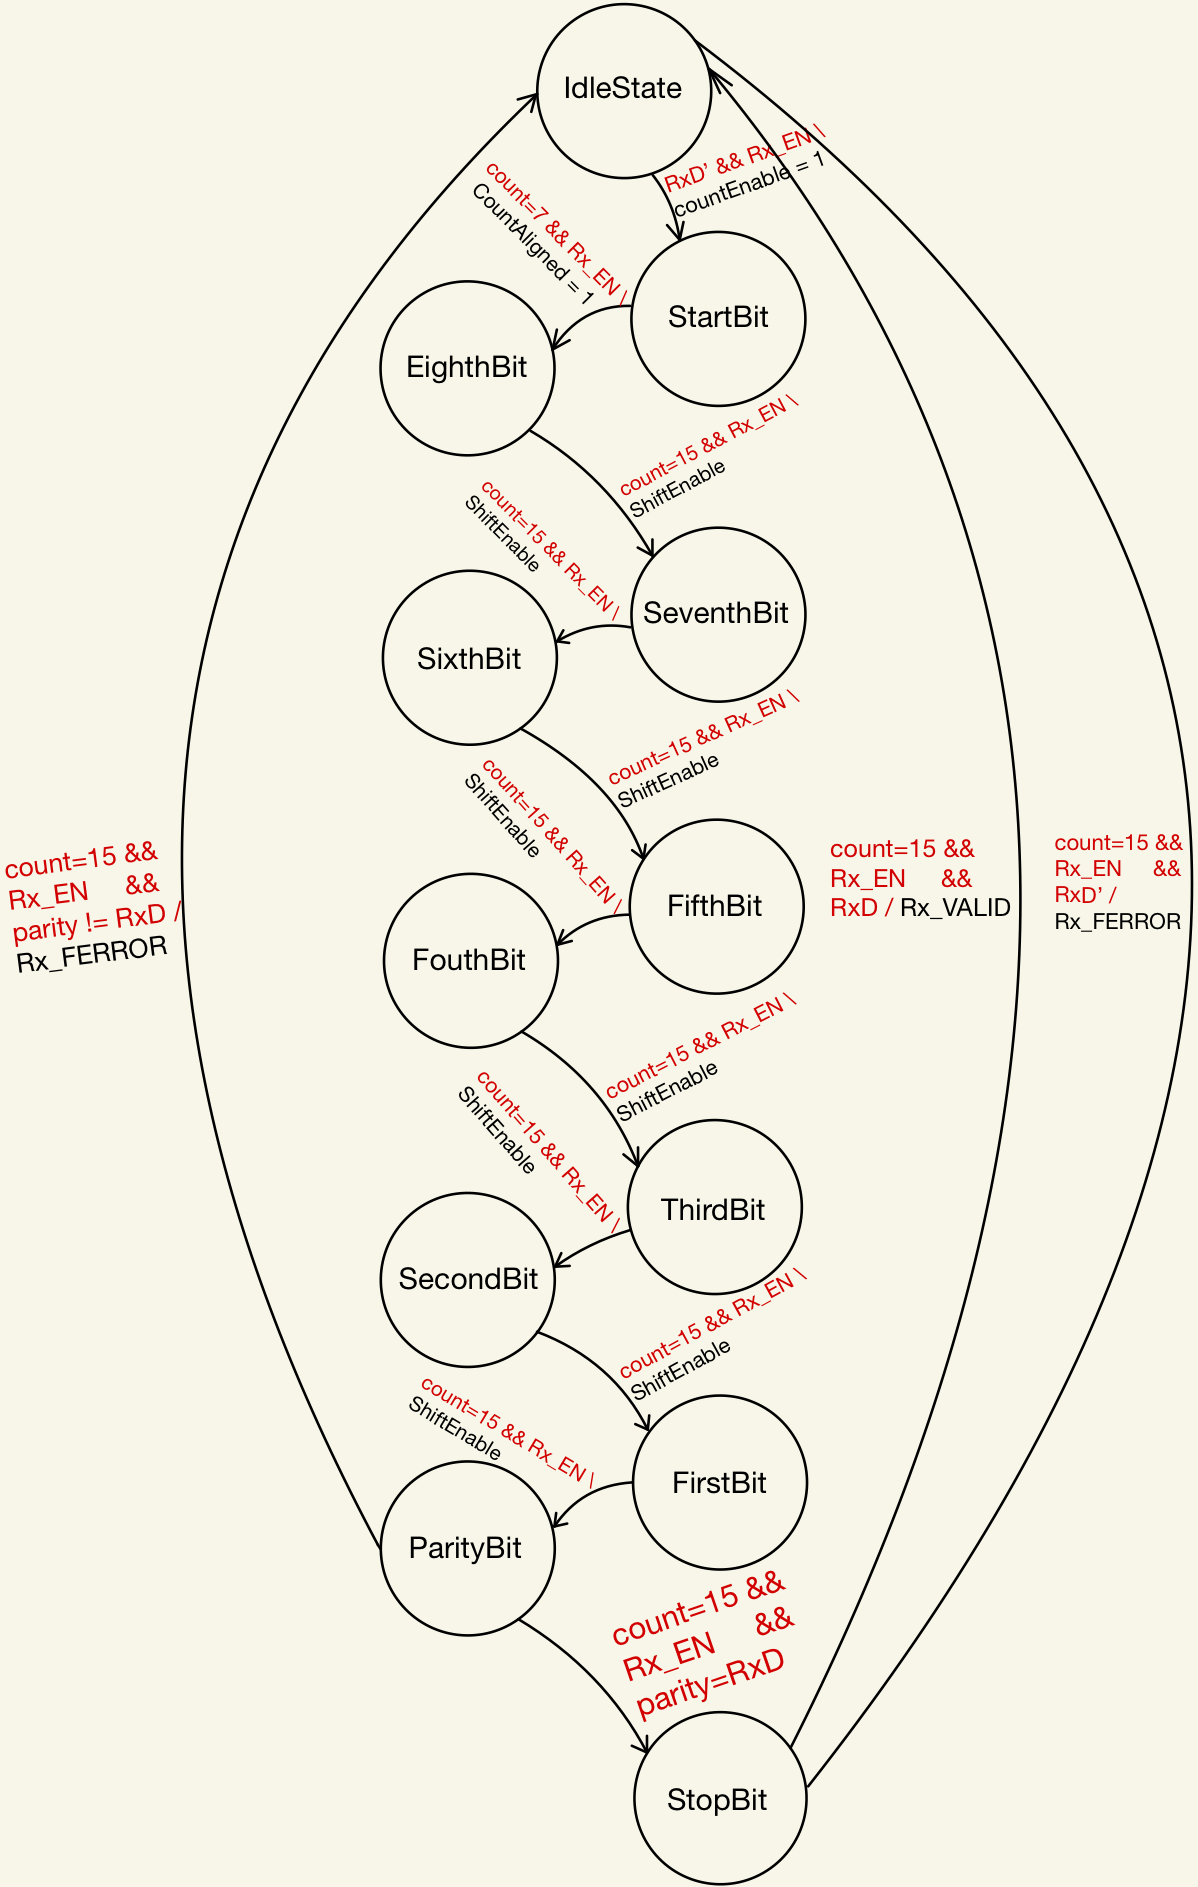 IdleState
RxD’ && Rx_EN \
countEnable = 1
count=7 && Rx_EN \
CountAligned = 1
StartBit
EighthBit
count=15 && Rx_EN \
ShiftEnable
count=15 && Rx_EN \
ShiftEnable
SeventhBit
SixthBit
count=15 && Rx_EN \
ShiftEnable
count=15 && Rx_EN \
ShiftEnable
count=15 &&
Rx_EN &&
parity != RxD /
Rx_FERROR
FifthBit
count=15 &&
Rx_EN &&
RxD / Rx_VALID
count=15 &&
Rx_EN &&
RxD’ /
Rx_FERROR
FouthBit
count=15 && Rx_EN \
ShiftEnable
count=15 && Rx_EN \
ShiftEnable
ThirdBit
SecondBit
count=15 && Rx_EN \
ShiftEnable
count=15 && Rx_EN \
ShiftEnable
FirstBit
ParityBit
count=15 &&
Rx_EN &&
parity=RxD
StopBit